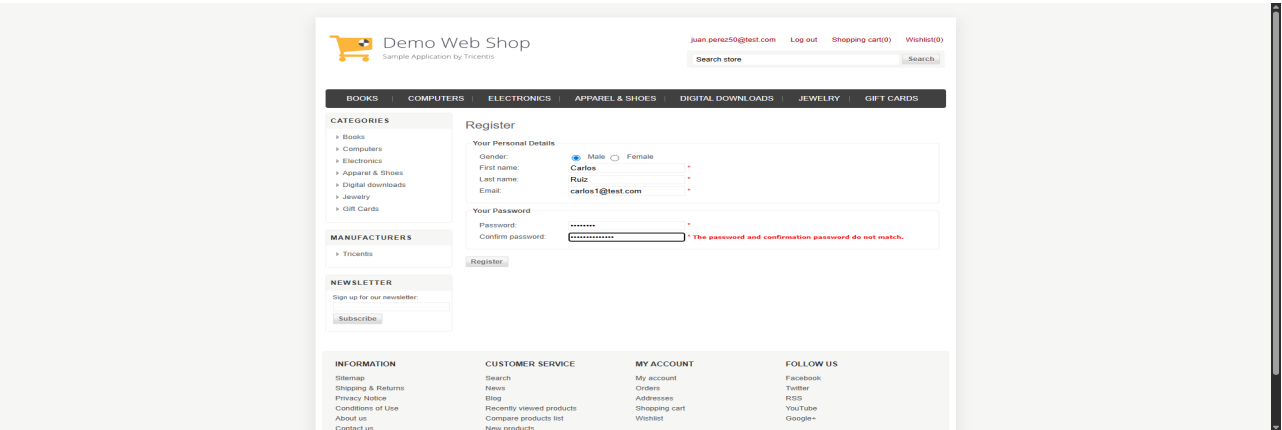 Demo Web Shop
Sample Application by Tricentis
juan.perez50@test.com Log out Shopping cart(0) Wishlist(0)
Search store Search
BOOKS COMPUTERS ELECTRONICS APPAREL & SHOES DIGITAL DOWNLOADS JEWELRY GIFT CARDS
CATEGORIES
Books
Computers
Electronics
Apparel & Shoes
Digital downloads
Jewelry
Gift Cards
MANUFACTURERS
Tricentis
NEWSLETTER
Sign up for our newsletter:
Subscribe
Register
Your Personal Details
Gender: Male Female
First name: Carlos *
Last name: Ruiz *
Email: carlos1@test.com *
Your Password
Password: •••••••• *
Confirm password: •••••••••••••• * The password and confirmation password do not match.
Register
INFORMATION
Sitemap
Shipping & Returns
Privacy Notice
Conditions of Use
About us
Contact us
CUSTOMER SERVICE
Search
News
Blog
Recently viewed products
Compare products list
New products
MY ACCOUNT
My account
Orders
Addresses
Shopping cart
Wishlist
FOLLOW US
Facebook
Twitter
RSS
YouTube
Google+